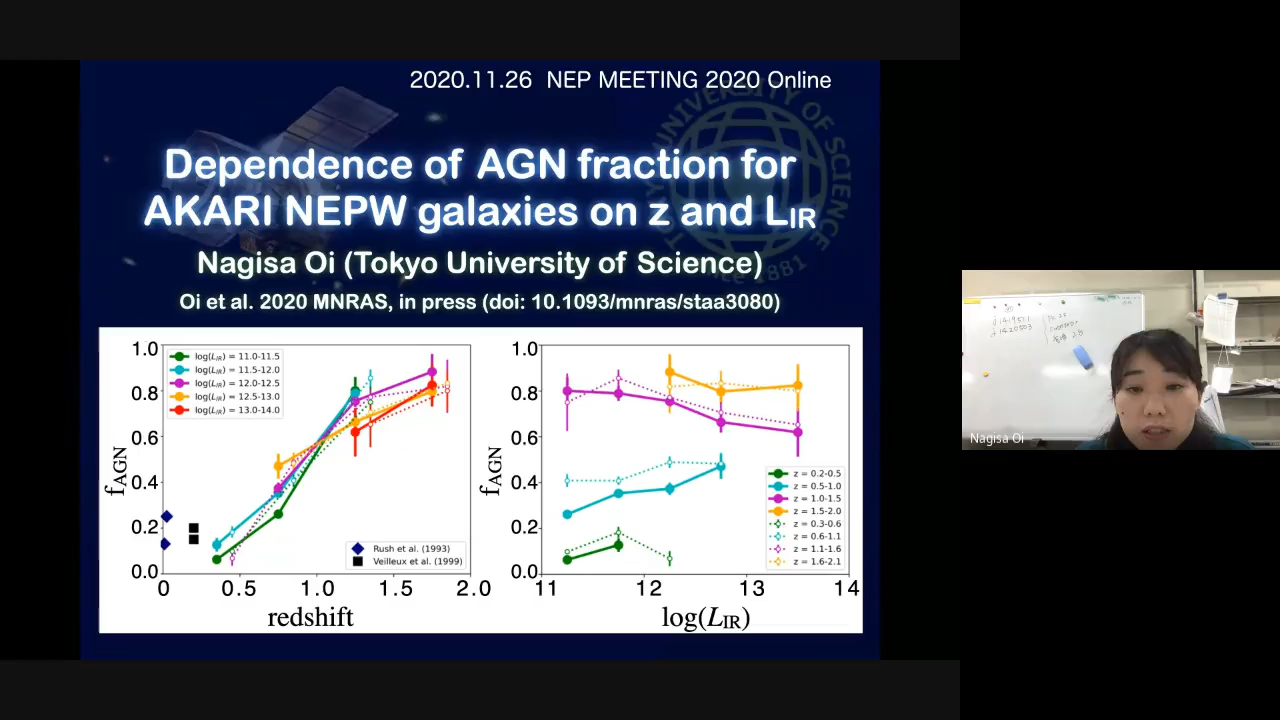 2020.11.26 NEP MEETING 2020 Online
UNIVERSITY OF SCIENCE
1881
Dependence of AGN fraction for
AKARI NEPW galaxies on z and LIR
Nagisa Oi (Tokyo University of Science)
Oi et al. 2020 MNRAS, in press (doi: 10.1093/mnras/staa3080)
1.0
0.8
0.6
0.4
0.2
0.0
fAGN
log(LIR) = 11.0-11.5
log(LIR) = 11.5-12.0
log(LIR) = 12.0-12.5
log(LIR) = 12.5-13.0
log(LIR) = 13.0-14.0
Rush et al. (1993)
Veilleux et al. (1999)
0 0.5 1.0 1.5 2.0
redshift
1.0
0.8
0.6
0.4
0.2
0.0
fAGN
z = 0.2-0.5
z = 0.5-1.0
z = 1.0-1.5
z = 1.5-2.0
z = 0.3-0.6
z = 0.6-1.1
z = 1.1-1.6
z = 1.6-2.1
11 12 13 14
log(LIR)
Nagisa Oi